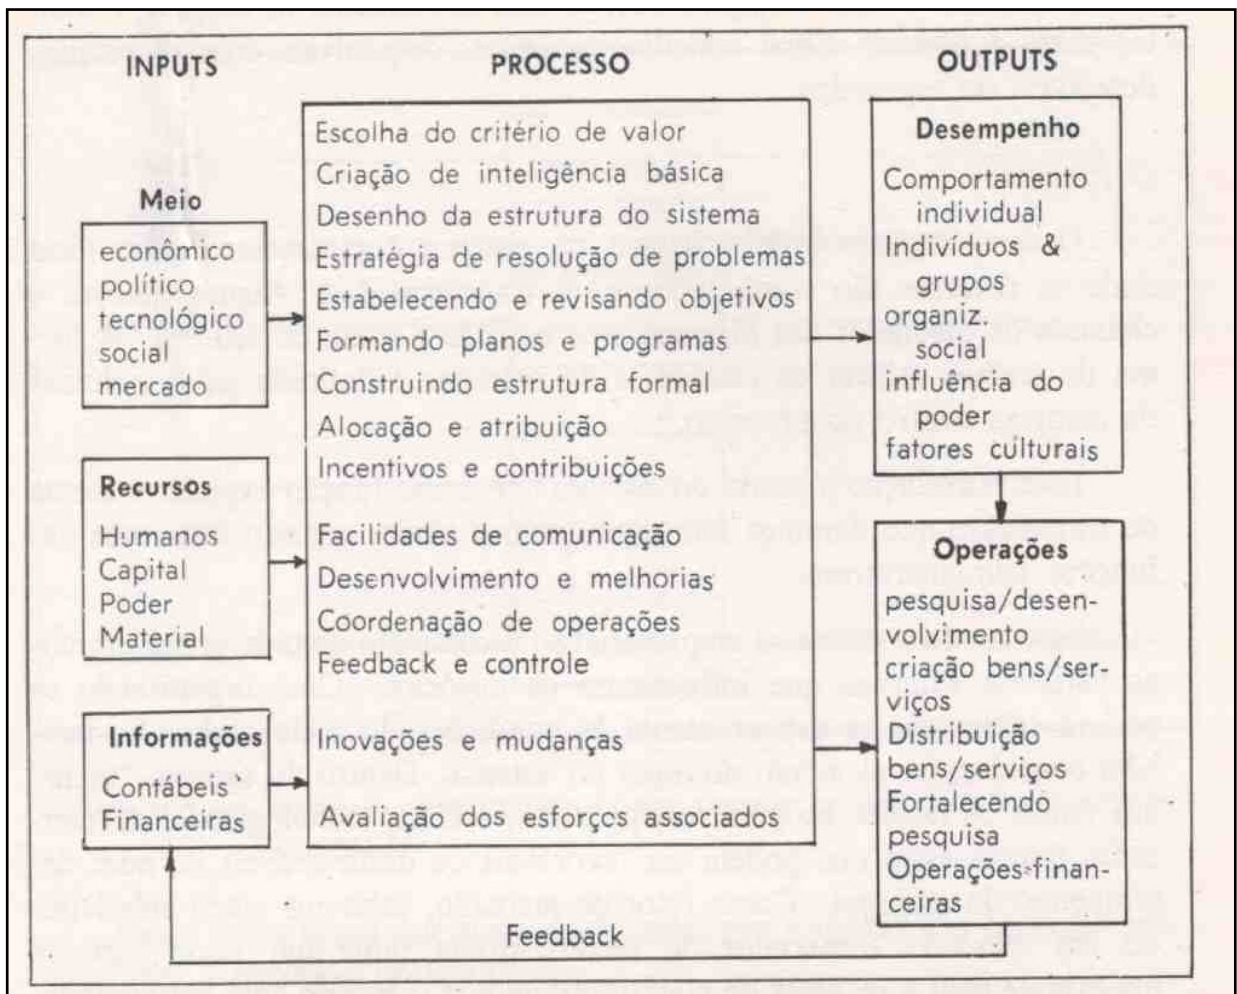 INPUTS
PROCESSO
OUTPUTS
Meio
econômico
político
tecnológico
social
mercado
Recursos
Humanos
Capital
Poder
Material
Informações
Contábeis
Financeiras
Escolha do critério de valor
Criação de inteligência básica
Desenho da estrutura do sistema
Estratégia de resolução de problemas
Estabelecendo e revisando objetivos
Formando planos e programas
Construindo estrutura formal
Alocação e atribuição
Incentivos e contribuições
Facilidades de comunicação
Desenvolvimento e melhorias
Coordenação de operações
Feedback e controle
Inovações e mudanças
Avaliação dos esforços associados
Desempenho
Comportamento
individual
Indivíduos &
grupos
organiz.
social
influência do
poder
fatores culturais
Operações
pesquisa/desen-
volvimento
criação bens/ser-
viços
Distribuição
bens/serviços
Fortalecendo
pesquisa
Operações finan-
ceiras
Feedback